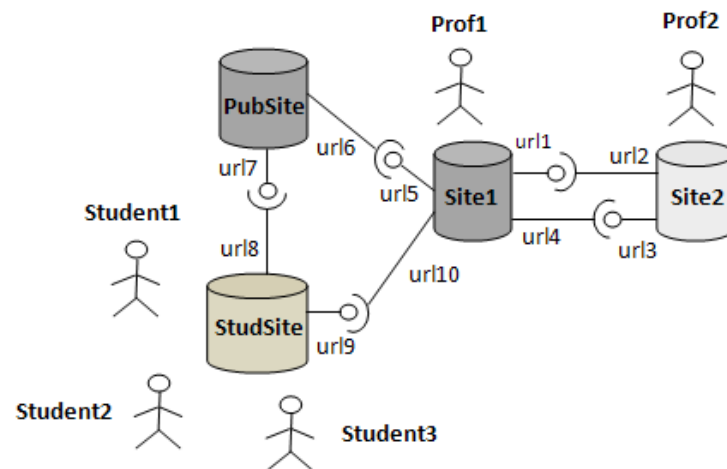 Prof1
Prof2
PubSite
url1
url2
url7
url6
url5
Site1
Site2
Student1
url4
url3
url8
url10
StudSite
url9
Student2
Student3